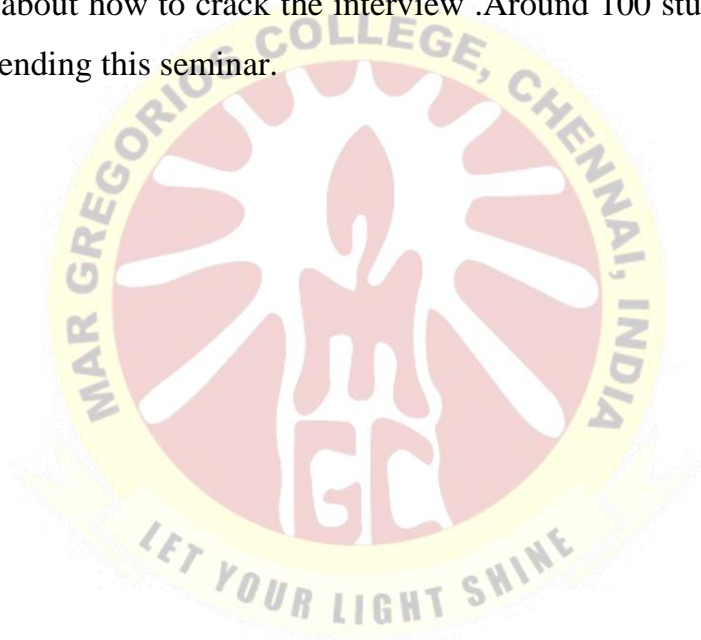 about how to crack the interview .Around 100 stu
ending this seminar.
MAR GREGORIOS COLLEGE, CHENNAI, INDIA
MGC
LET YOUR LIGHT SHINE